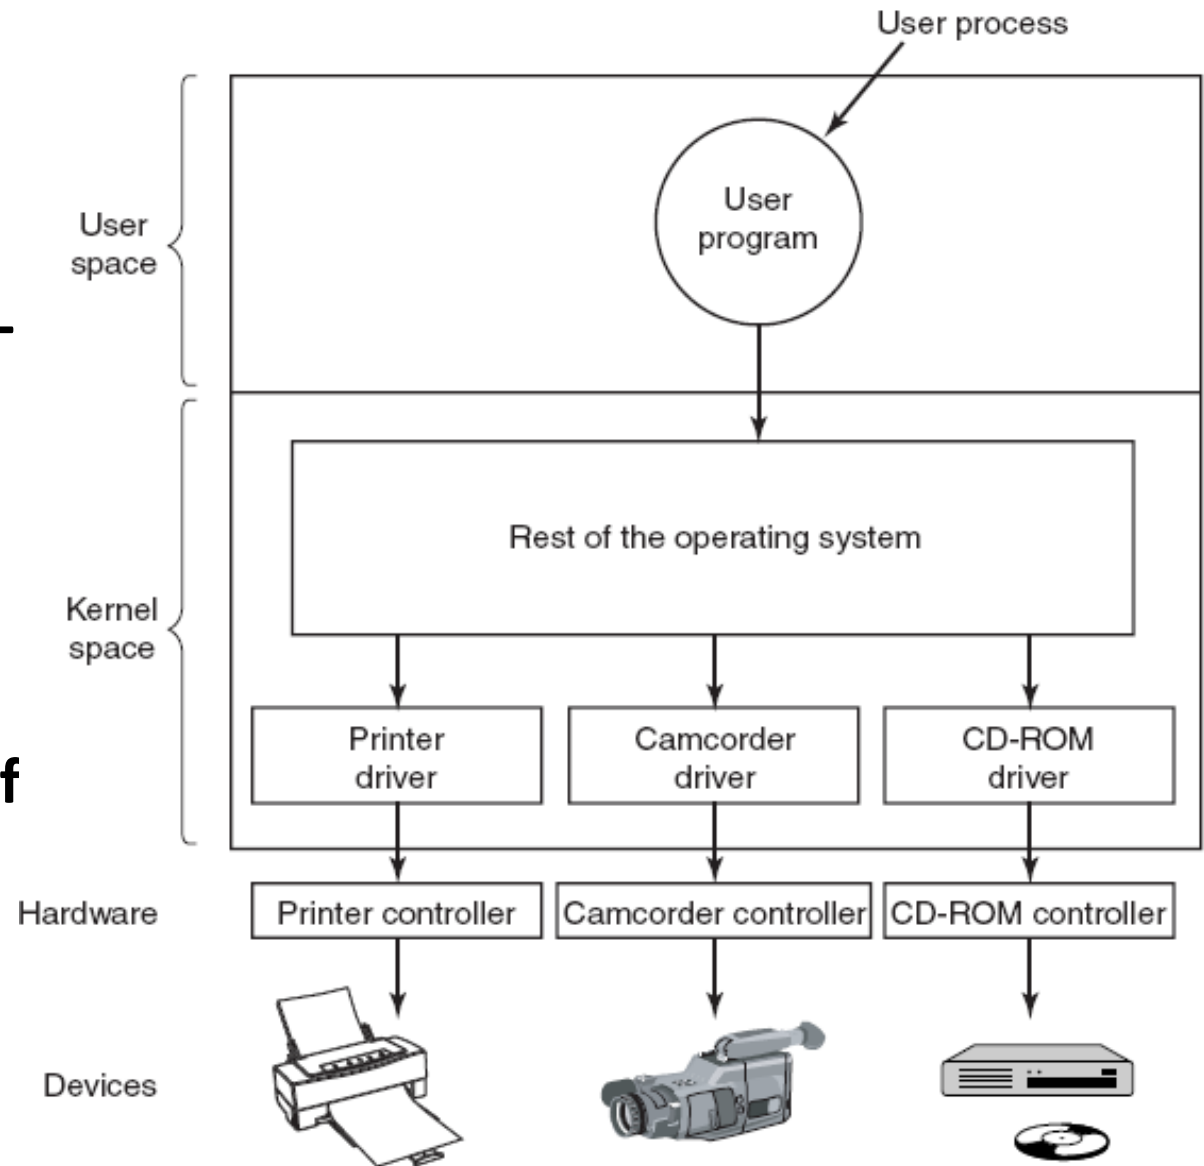 User process
User
program
User
space
-
Rest of the operating system
Kernel
space
Printer
driver
Camcorder
driver
CD-ROM
driver
f
Hardware
Printer controller
Camcorder controller
CD-ROM controller
Devices